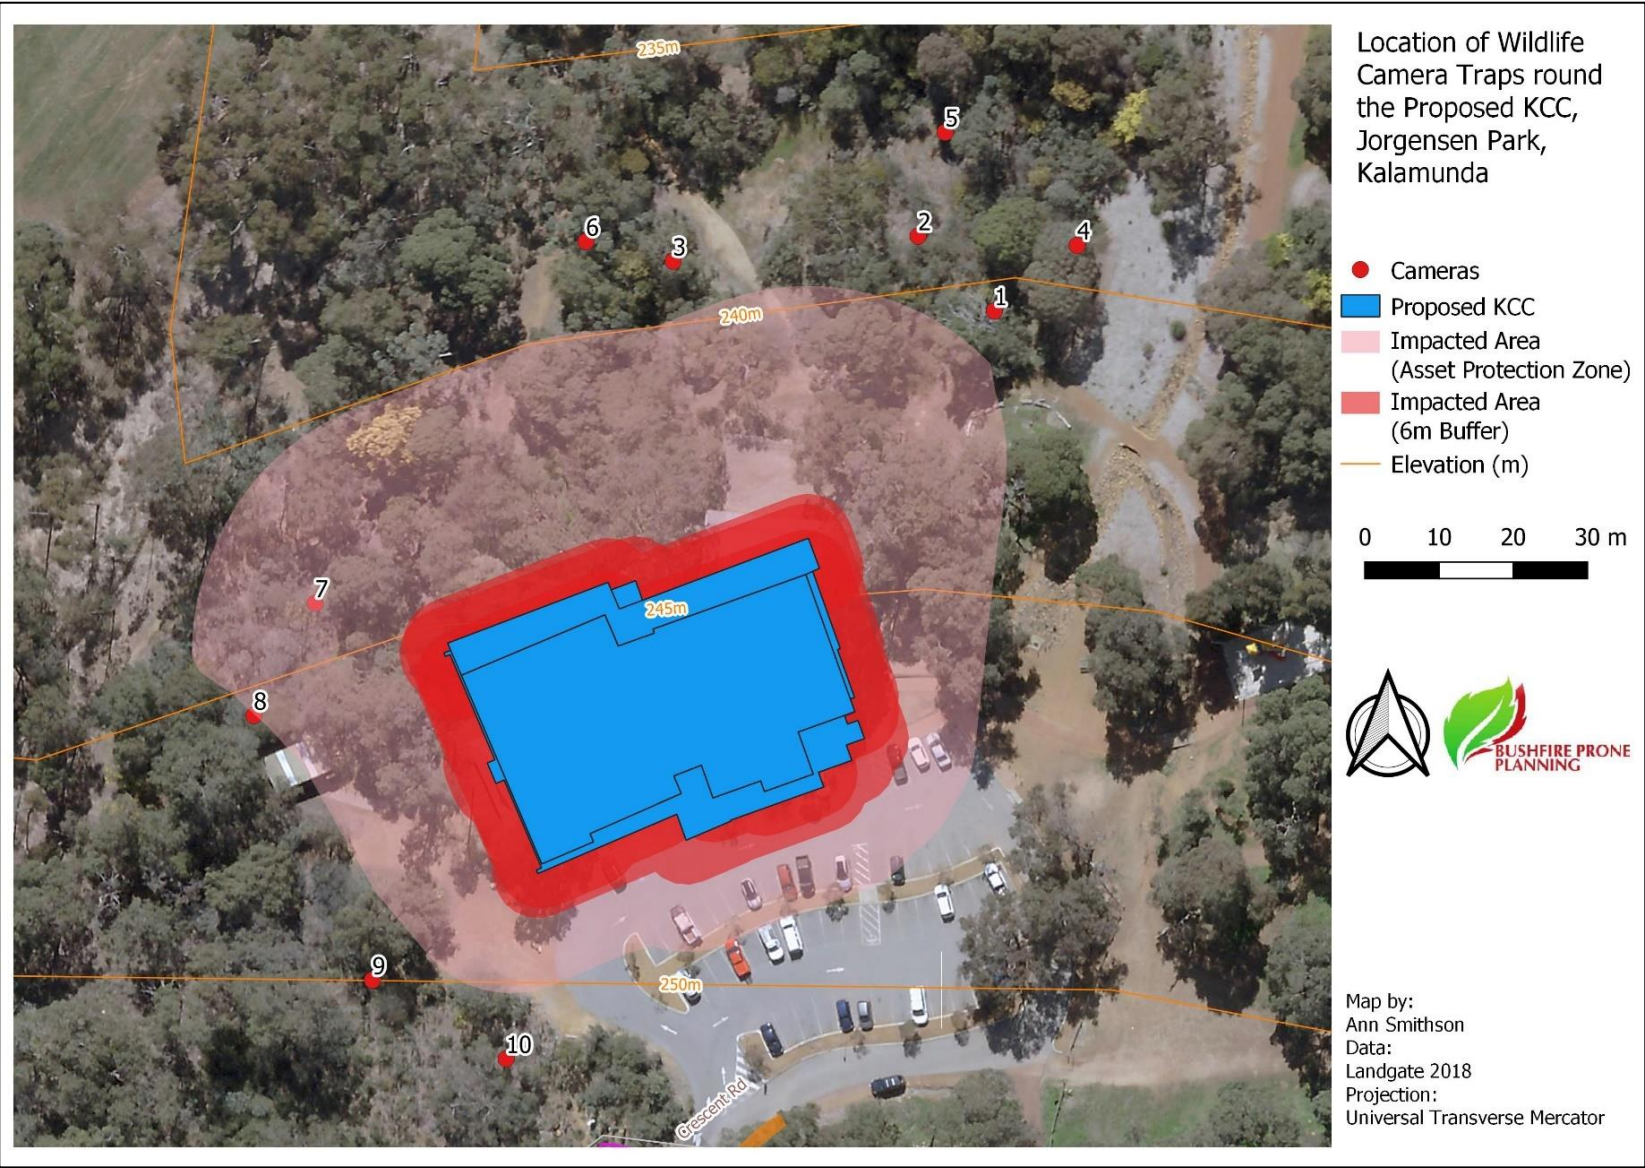 Location of Wildlife
Camera Traps round
the Proposed KCC,
Jorgensen Park,
Kalamunda
Cameras
Proposed KCC
Impacted Area
(Asset Protection Zone)
Impacted Area
(6m Buffer)
Elevation (m)
0 10 20 30 m
BUSHFIRE PRONE
PLANNING
Map by:
Ann Smithson
Data:
Landgate 2018
Projection:
Universal Transverse Mercator
235m
5
6
3
2
4
1
240m
7
245m
8
9
250m
10
Crescent Rd